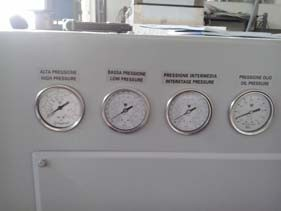 ALTA PRESSIONE
HIGH PRESSURE
BASSA PRESSIONE
LOW PRESSURE
PRESSIONE INTERMEDIA
INTERSTAGE PRESSURE
PRESSIONE OLIO
OIL PRESSURE